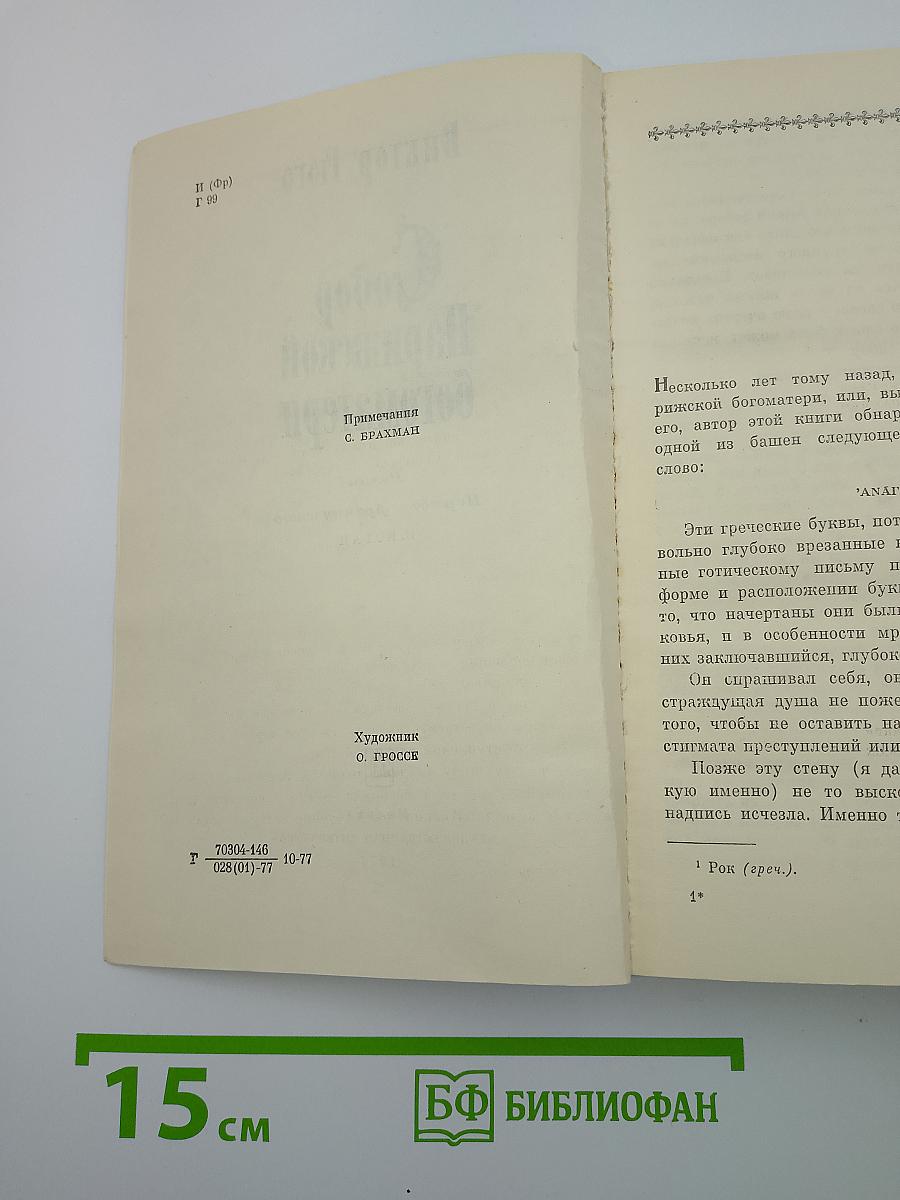 И (Фр)
Г 99
Примечания
С. БРАХМАН
Художник
О. ГРОССЕ
Г 70304-146 10-77
028(01)-77
Несколько лет тому назад,
рижской богоматери, или, вы
его, автор этой книги обнар
одной из башен следующе
слово:
'ANÁГ
Эти греческие буквы, пот
вольно глубоко врезанные
ные готическому письму п
форме и расположении бук
то, что начертаны они был
ковья, и в особенности мр
них заключавшийся, глубок
Он спрашивал себя, он
страждущая душа не поже
того, чтобы не оставить на
стигмата преступлений или
Позже эту стену (я да
кую именно) не то выско
надпись исчезла. Именно т
1 Рок (греч.).
1*
15 см
БФ БИБЛИОФАН